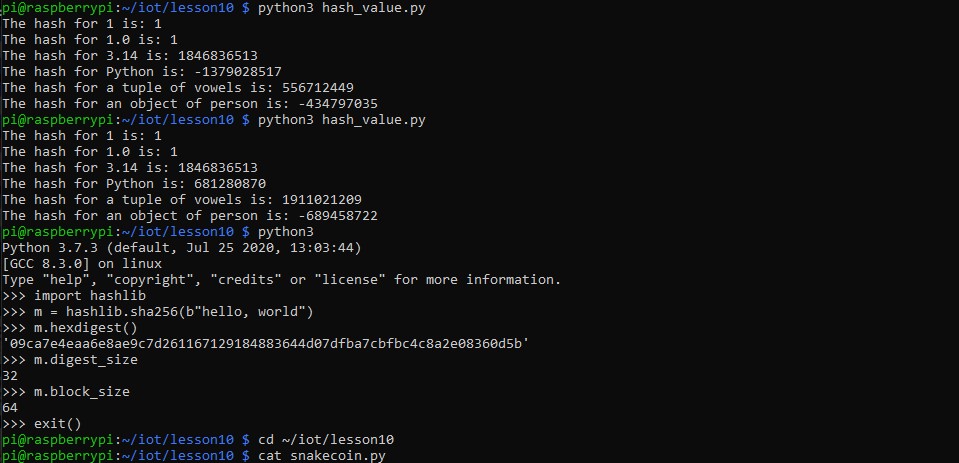 pi@raspberrypi:~/iot/lesson10 $ python3 hash_value.py
The hash for 1 is: 1
The hash for 1.0 is: 1
The hash for 3.14 is: 1846836513
The hash for Python is: -1379028517
The hash for a tuple of vowels is: 556712449
The hash for an object of person is: -434797035
pi@raspberrypi:~/iot/lesson10 $ python3 hash_value.py
The hash for 1 is: 1
The hash for 1.0 is: 1
The hash for 3.14 is: 1846836513
The hash for Python is: 681280870
The hash for a tuple of vowels is: 1911021209
The hash for an object of person is: -689458722
pi@raspberrypi:~/iot/lesson10 $ python3
Python 3.7.3 (default, Jul 25 2020, 13:03:44)
[GCC 8.3.0] on linux
Type "help", "copyright", "credits" or "license" for more information.
>>> import hashlib
>>> m = hashlib.sha256(b"hello, world")
>>> m.hexdigest()
'09ca7e4eaa6e8ae9c7d261167129184883644d07dfba7cbfbc4c8a2e08360d5b'
>>> m.digest_size
32
>>> m.block_size
64
>>> exit()
pi@raspberrypi:~/iot/lesson10 $ cd ~/iot/lesson10
pi@raspberrypi:~/iot/lesson10 $ cat snakecoin.py